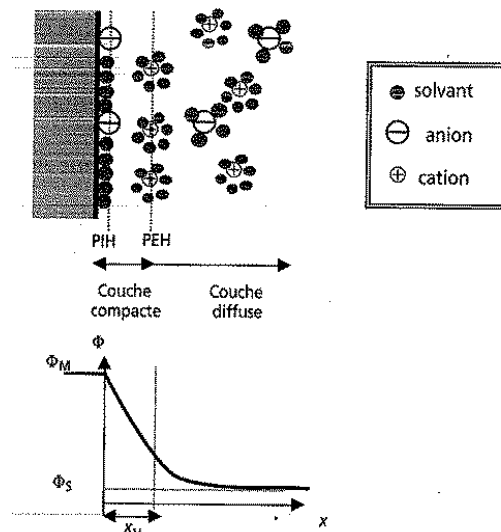 solvant
anion
cation
PIH PEH
Couche compacte
Couche diffuse
Φ
Φ_M
Φ_S
x